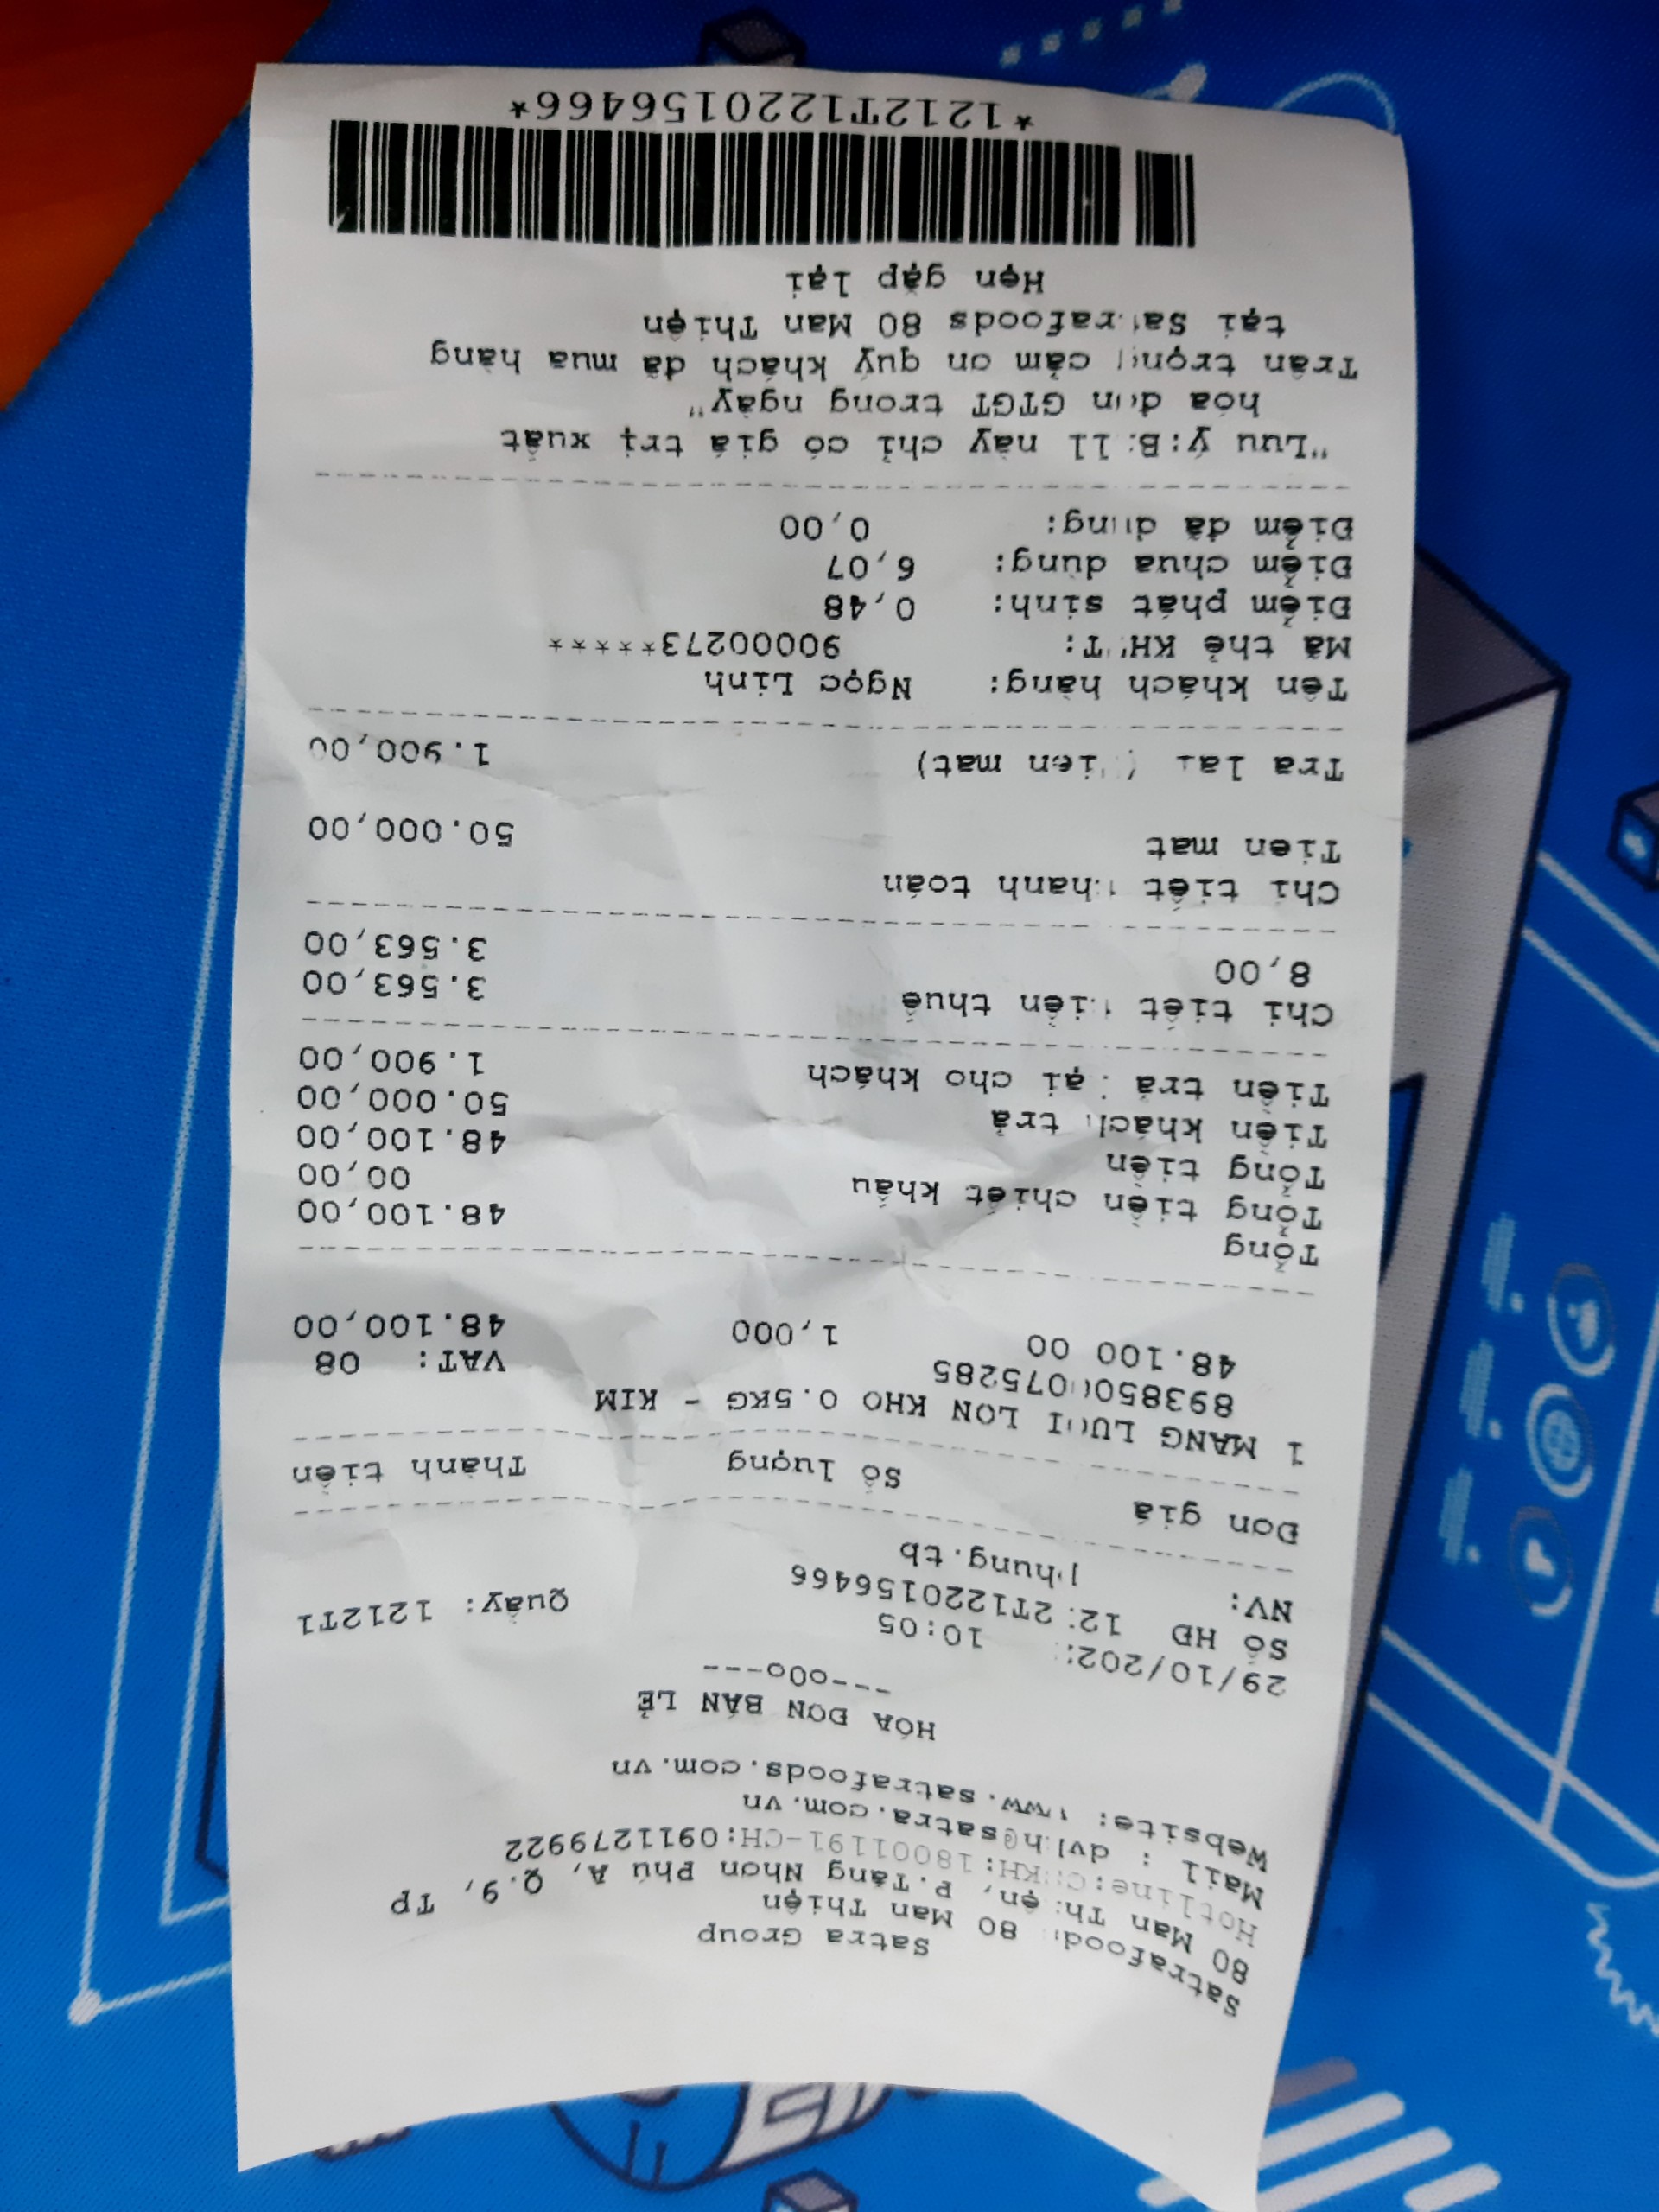 Satra Group
Satrafoods 80 Man Thiện
80 Man Thiện, P.Tăng Nhơn Phú A, Q.9, Tp
Hotline:CSKH:18001191-CH:0911279922
Mail : dvkh@satra.com.vn
Website: www.satrafoods.com.vn
HÓA ĐƠN BÁN LẺ
---oOo---
10:05
Số HĐ 1212T1220156466 Quầy: 1212T1
NV: phung.tb
Đơn giá Số lượng Thành tiền
1 MANG LUOI LON KHO 0.5KG - KIM
8938500075285 VAT: 08
48.100 00 1,000 48.100,00
Tổng 48.100,00
Tổng tiền chiết khấu 00,00
Tổng tiền 48.100,00
Tiền khách trả 50.000,00
Tiền trả lại cho khách 1.900,00
Chi tiết tiền thuế 3.563,00
8,00 3.563,00
Chi tiết thanh toán
Tien mat 50.000,00
Tra lai (Tien mat) 1.900,00
Tên khách hàng: Ngọc Linh
Mã thẻ KHTT: 90000273*****
Điểm phát sinh: 0,48
Điểm chưa dùng: 6,07
Điểm đã dùng: 0,00
"Lưu ý:Bill này chỉ có giá trị xuất
hóa đơn GTGT trong ngày"
Trân trọng cảm ơn quý khách đã mua hàng
tại Satrafoods 80 Man Thiện
Hẹn gặp lại
*1212T1220156466*